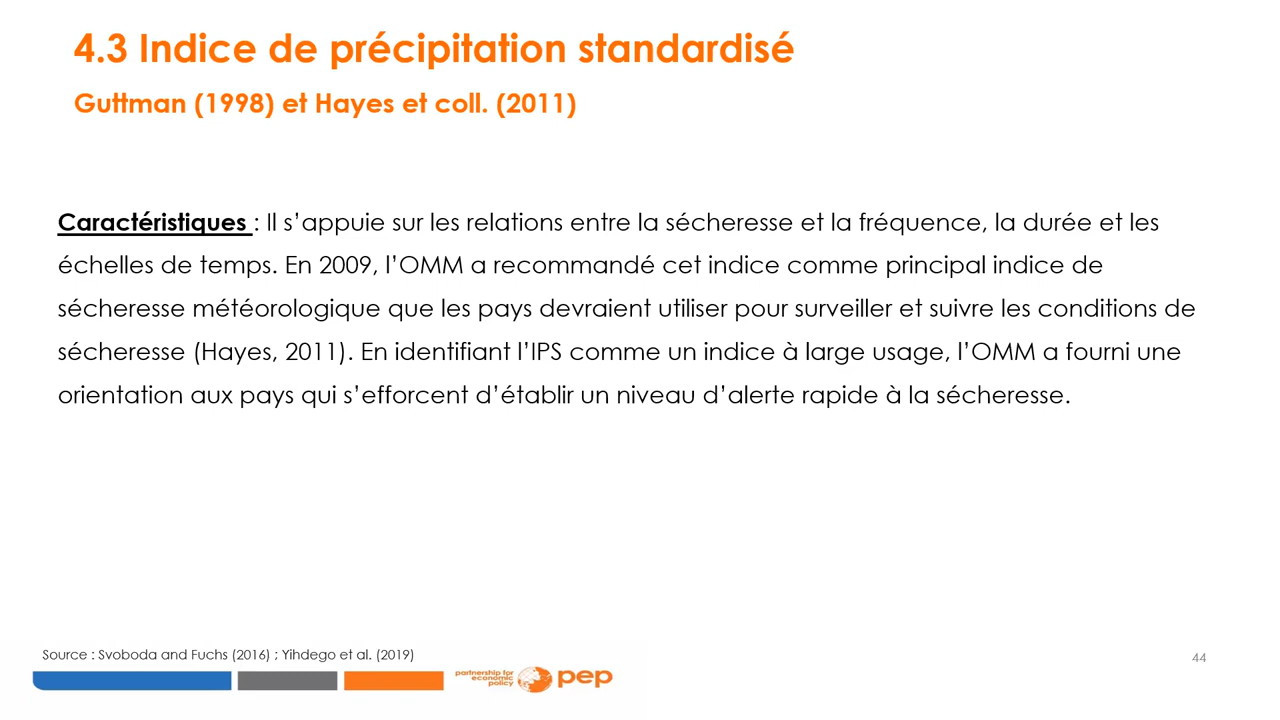 4.3 Indice de précipitation standardisé
Guttman (1998) et Hayes et coll. (2011)
Caractéristiques : Il s’appuie sur les relations entre la sécheresse et la fréquence, la durée et les
échelles de temps. En 2009, l’OMM a recommandé cet indice comme principal indice de
sécheresse météorologique que les pays devraient utiliser pour surveiller et suivre les conditions de
sécheresse (Hayes, 2011). En identifiant l’IPS comme un indice à large usage, l’OMM a fourni une
orientation aux pays qui s’efforcent d’établir un niveau d’alerte rapide à la sécheresse.
Source : Svoboda and Fuchs (2016) ; Yihdego et al. (2019)
44
partnership for
economic
policy
pep